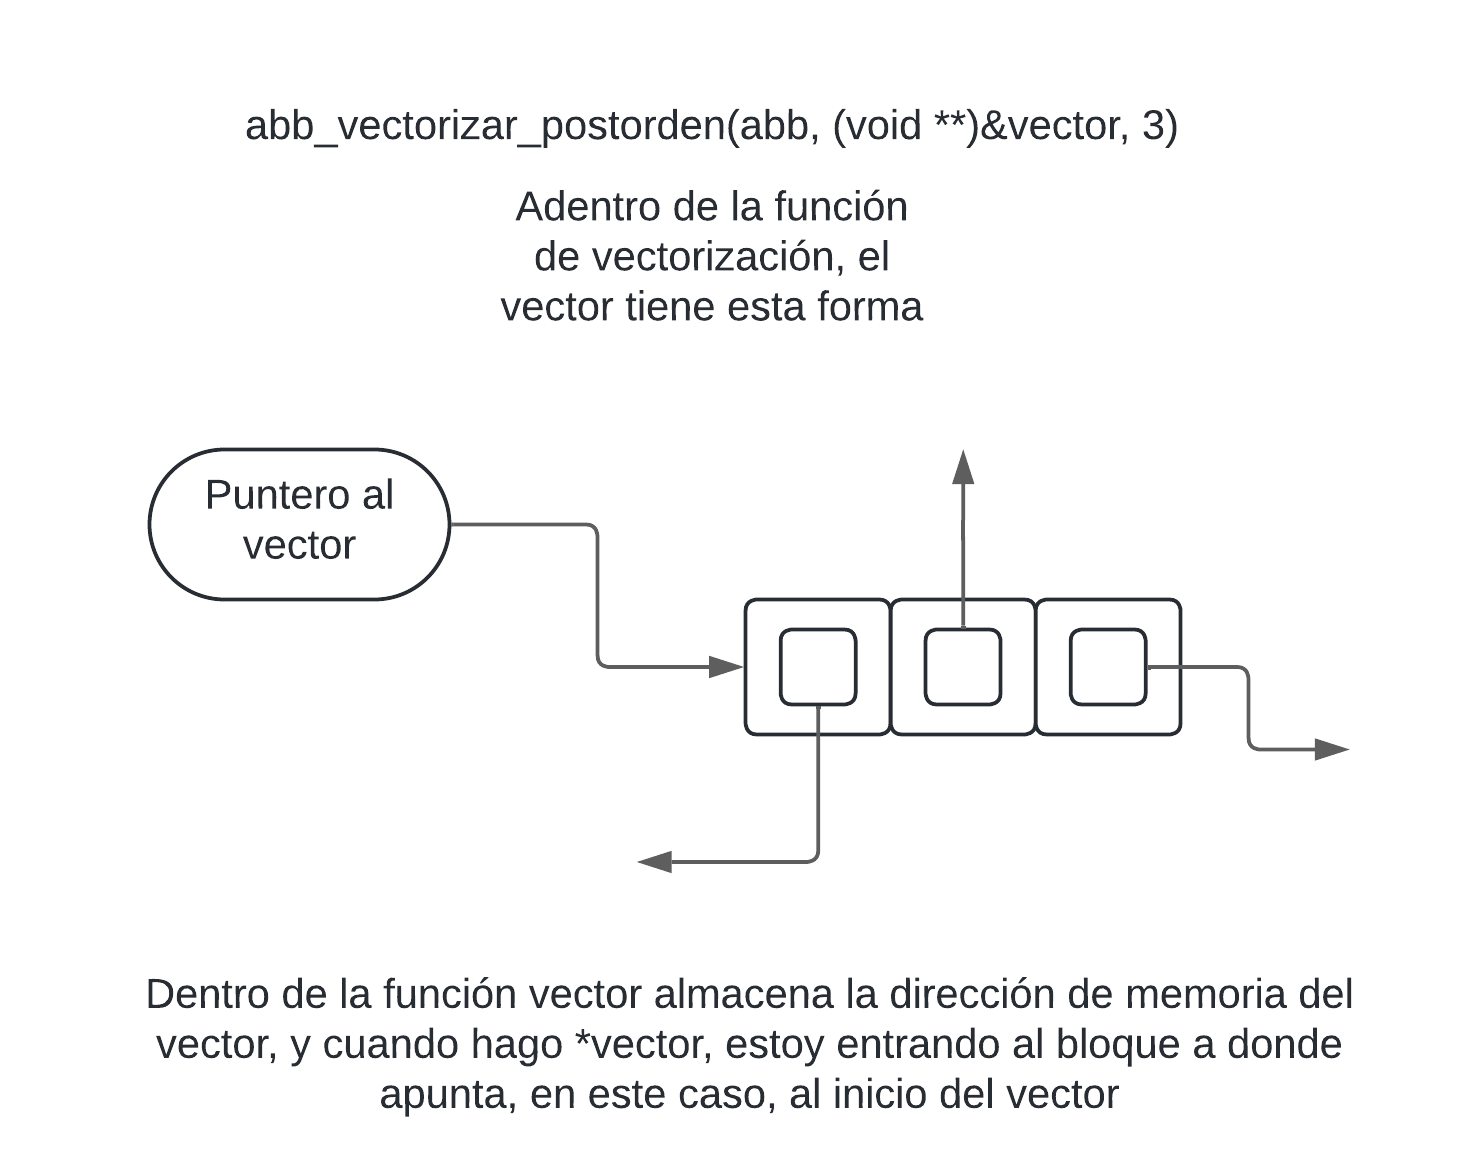 abb_vectorizar_postorden(abb, (void **)&vector, 3)
Adentro de la función
de vectorización, el
vector tiene esta forma
Puntero al
vector
Dentro de la función vector almacena la dirección de memoria del
vector, y cuando hago *vector, estoy entrando al bloque a donde
apunta, en este caso, al inicio del vector